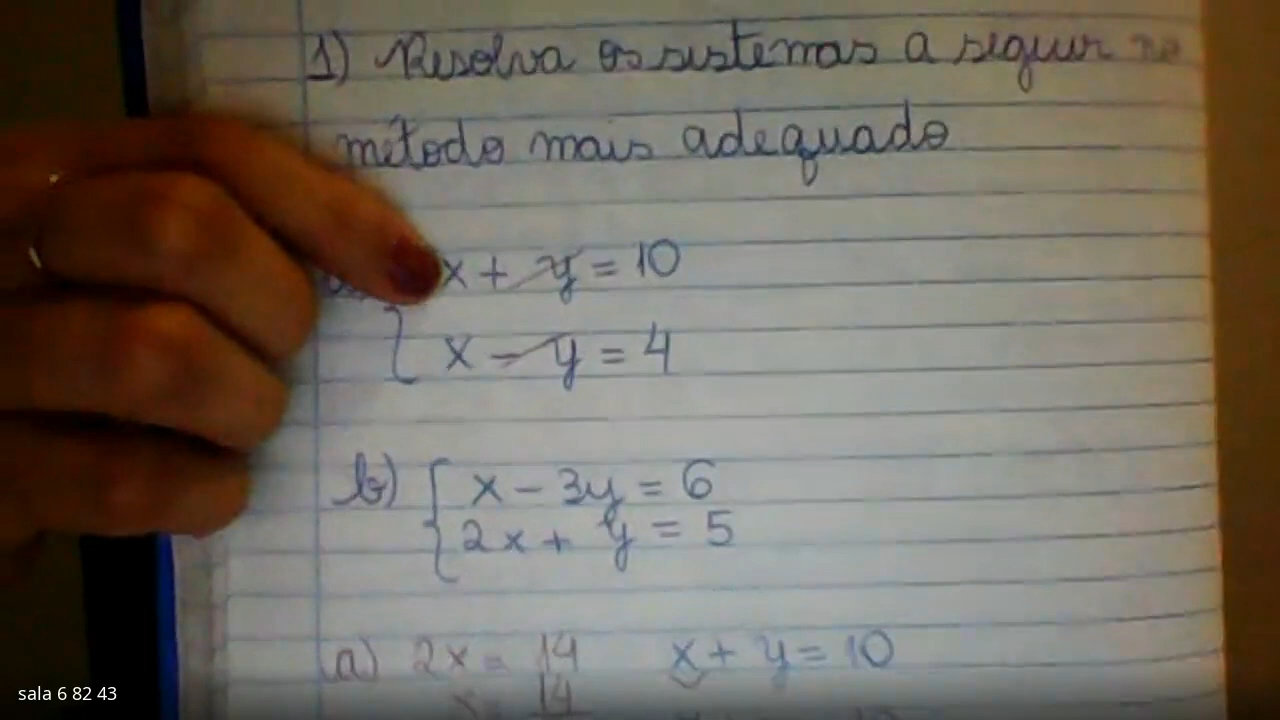 1) Resolva os sistemas a seguir no
método mais adequado
x + y = 10
x - y = 4
b) x - 3y = 6
2x + y = 5
a) 2x = 14 x + y = 10
x = 14
sala 6 82 43